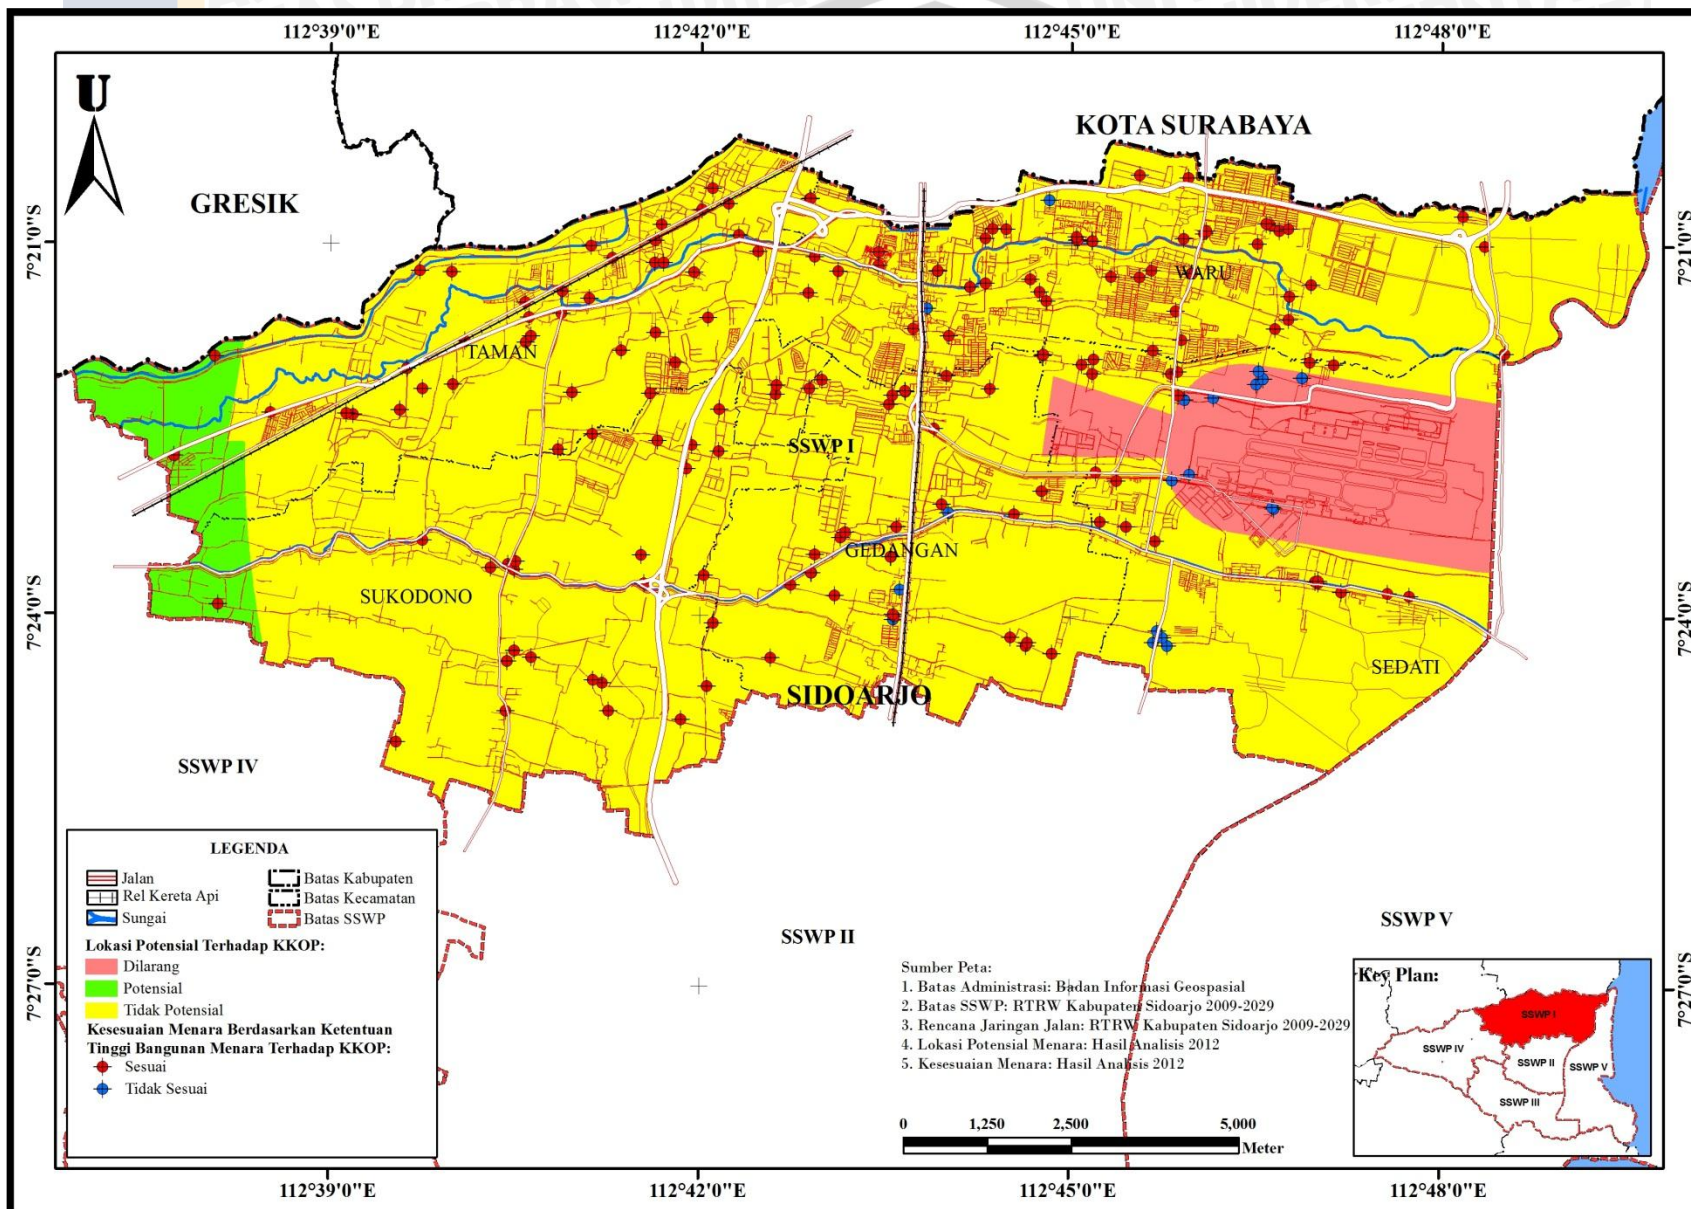 112°39'0"E
112°42'0"E
112°45'0"E
112°48'0"E
U
KOTA SURABAYA
GRESIK
7°21'0"S
7°21'0"S
WARU
TAMAN
SSWP I
GEDANGAN
SUKODONO
7°24'0"S
7°24'0"S
SEDATI
SIDOARJO
SSWP IV
LEGENDA
Jalan
Rel Kereta Api
Sungai
Batas Kabupaten
Batas Kecamatan
Batas SSWP
Lokasi Potensial Terhadap KKOP:
Dilarang
Potensial
Tidak Potensial
Kesesuaian Menara Berdasarkan Ketentuan
Tinggi Bangunan Menara Terhadap KKOP:
Sesuai
Tidak Sesuai
SSWP II
SSWP V
7°27'0"S
7°27'0"S
Sumber Peta:
1. Batas Administrasi: Badan Informasi Geospasial
2. Batas SSWP: RTRW Kabupaten Sidoarjo 2009-2029
3. Rencana Jaringan Jalan: RTRW Kabupaten Sidoarjo 2009-2029
4. Lokasi Potensial Menara: Hasil Analisis 2012
5. Kesesuaian Menara: Hasil Analisis 2012
0 1,250 2,500 5,000
Meter
Key Plan:
SSWP I
SSWP IV
SSWP II
SSWP V
SSWP III
112°39'0"E
112°42'0"E
112°45'0"E
112°48'0"E